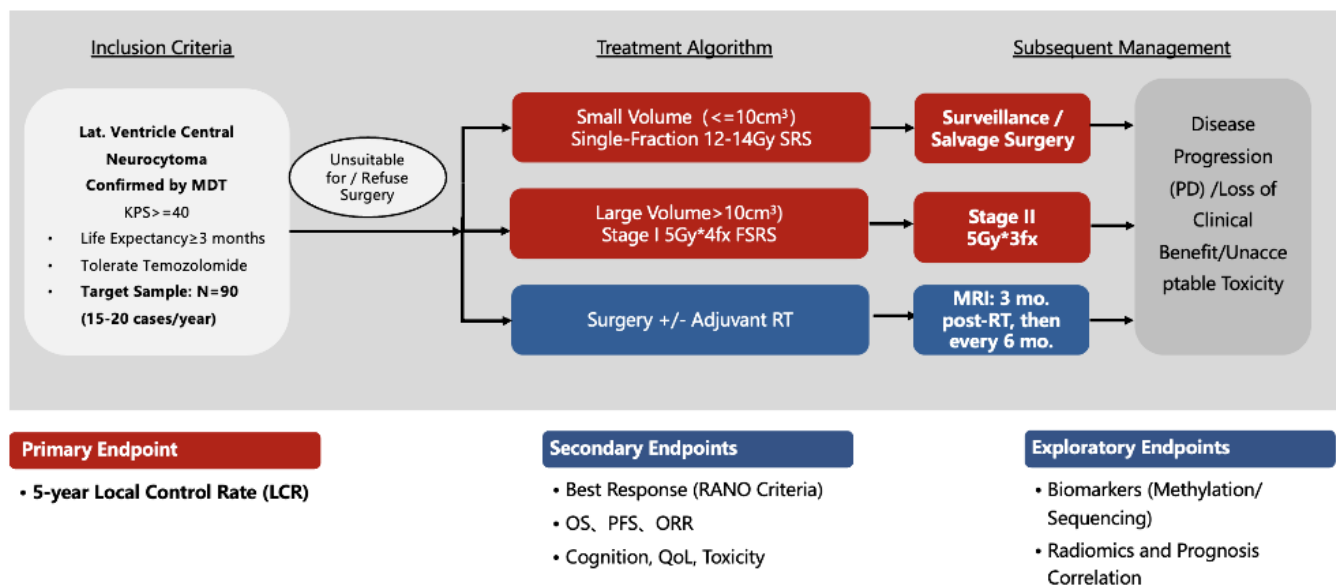 Inclusion Criteria
Treatment Algorithm
Subsequent Management
Lat. Ventricle Central
Neurocytoma
Confirmed by MDT
KPS>=40
• Life Expectancy≥3 months
• Tolerate Temozolomide
• Target Sample: N=90
(15-20 cases/year)
Unsuitable
for / Refuse
Surgery
Small Volume（<=10cm³)
Single-Fraction 12-14Gy SRS
Large Volume>10cm³)
Stage I 5Gy*4fx FSRS
Surgery +/- Adjuvant RT
Surveillance /
Salvage Surgery
Stage II
5Gy*3fx
MRI: 3 mo.
post-RT, then
every 6 mo.
Disease
Progression
(PD) /Loss of
Clinical
Benefit/Unacce
ptable Toxicity
Primary Endpoint
• 5-year Local Control Rate (LCR)
Secondary Endpoints
• Best Response (RANO Criteria)
• OS、PFS、ORR
• Cognition, QoL, Toxicity
Exploratory Endpoints
• Biomarkers (Methylation/
Sequencing)
• Radiomics and Prognosis
Correlation